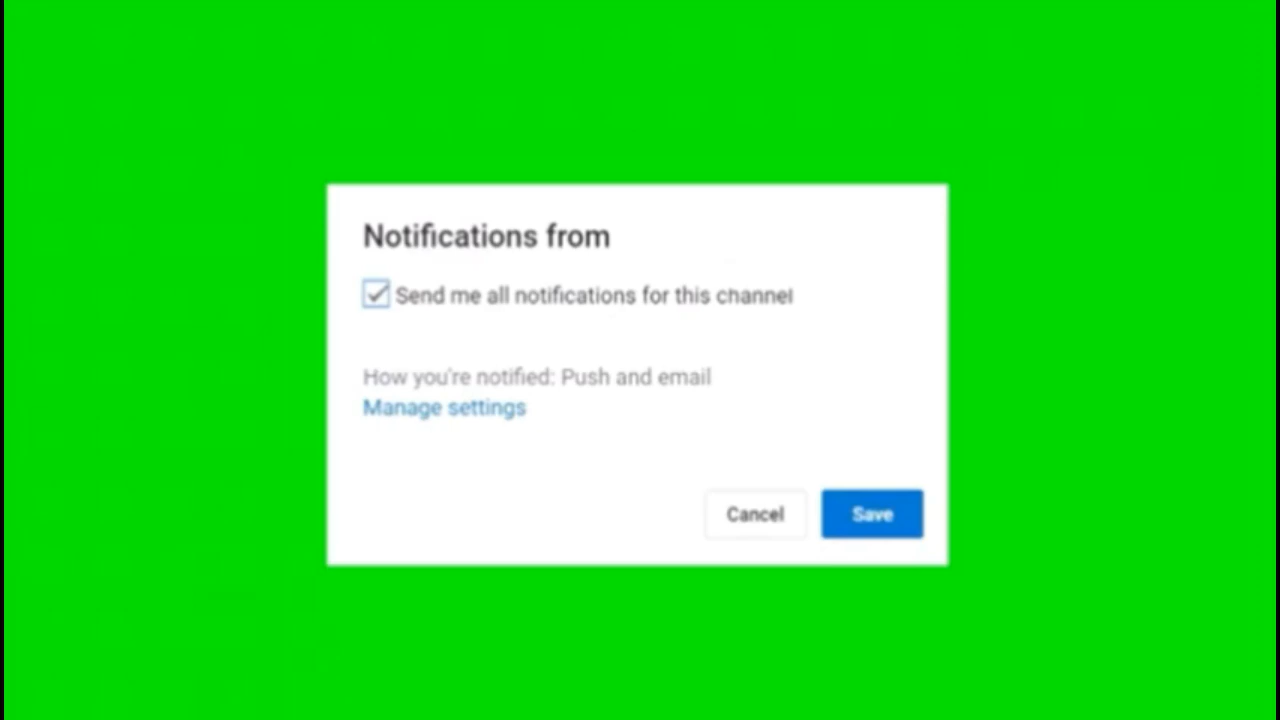 Notifications from
Send me all notifications for this channel
How you're notified: Push and email
Manage settings
Cancel Save